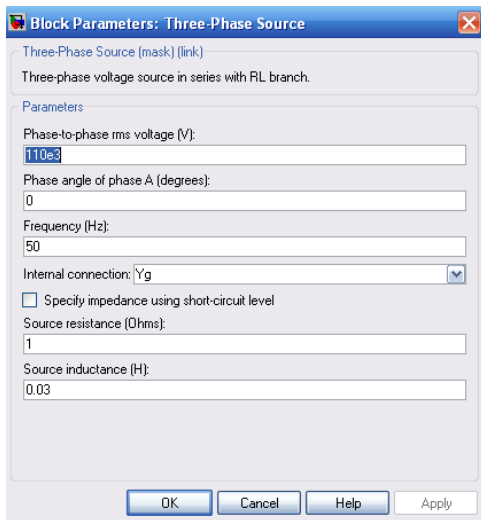 Block Parameters: Three-Phase Source
Three-Phase Source (mask) (link)
Three-phase voltage source in series with RL branch.
Parameters
Phase-to-phase rms voltage (V):
110e3
Phase angle of phase A (degrees):
0
Frequency (Hz):
50
Internal connection: Yg
Specify impedance using short-circuit level
Source resistance (Ohms):
1
Source inductance (H):
0.03
OK Cancel Help Apply